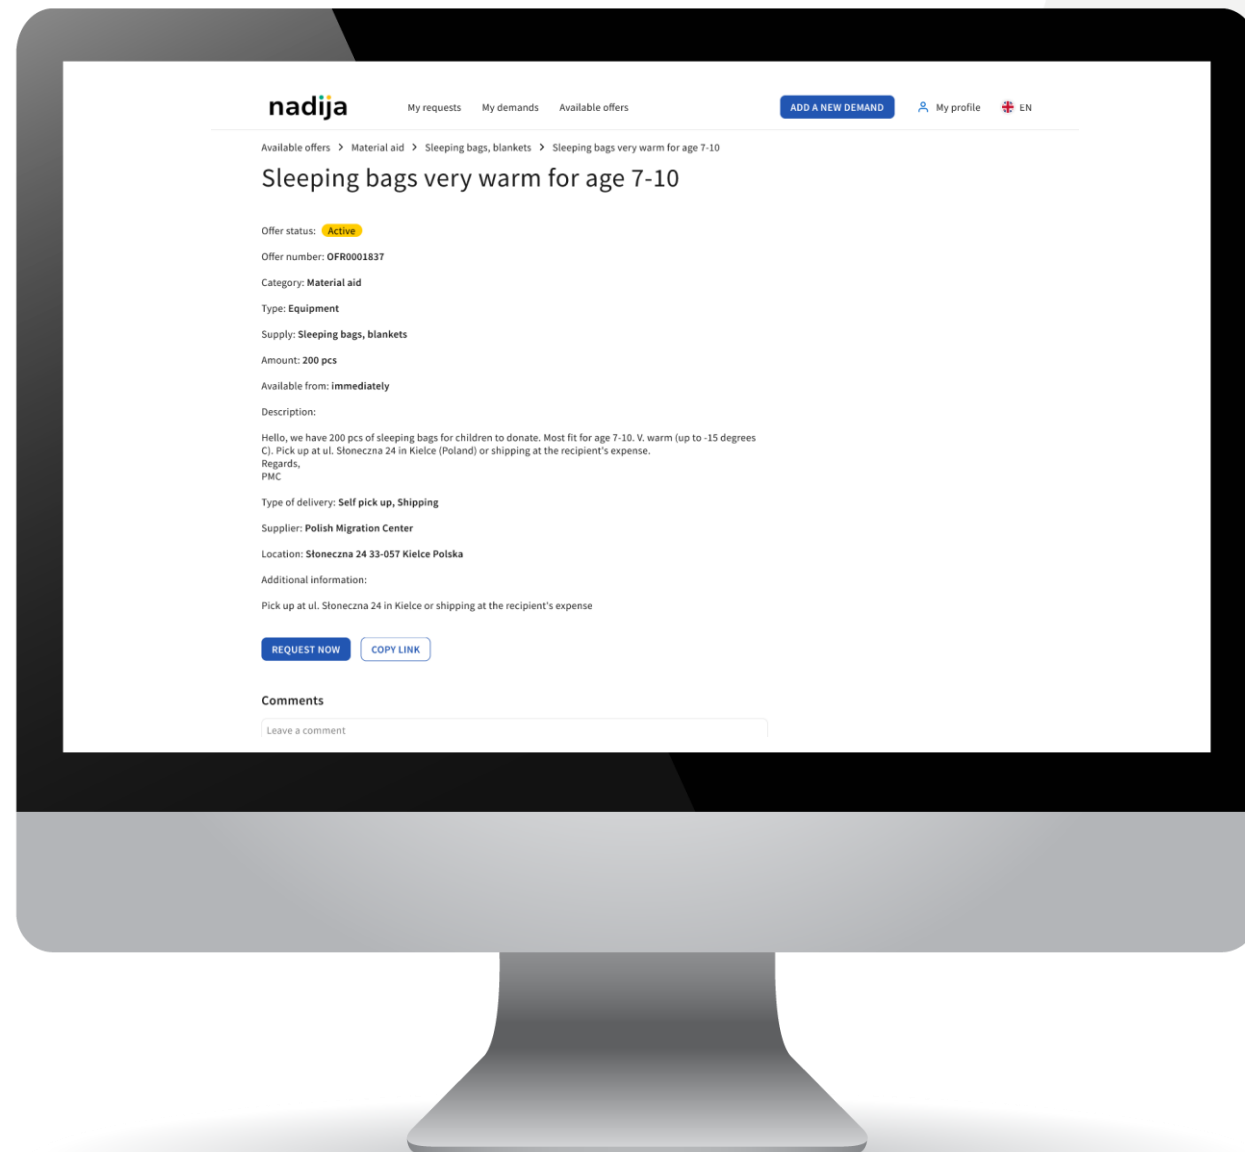 nadija
My requests My demands Available offers
ADD A NEW DEMAND
My profile
EN
Available offers > Material aid > Sleeping bags, blankets > Sleeping bags very warm for age 7-10
Sleeping bags very warm for age 7-10
Offer status: Active
Offer number: OFR0001837
Category: Material aid
Type: Equipment
Supply: Sleeping bags, blankets
Amount: 200 pcs
Available from: immediately
Description:
Hello, we have 200 pcs of sleeping bags for children to donate. Most fit for age 7-10. V. warm (up to -15 degrees
C). Pick up at ul. Słoneczna 24 in Kielce (Poland) or shipping at the recipient's expense.
Regards,
PMC
Type of delivery: Self pick up, Shipping
Supplier: Polish Migration Center
Location: Słoneczna 24 33-057 Kielce Polska
Additional information:
Pick up at ul. Słoneczna 24 in Kielce or shipping at the recipient's expense
REQUEST NOW
COPY LINK
Comments
Leave a comment